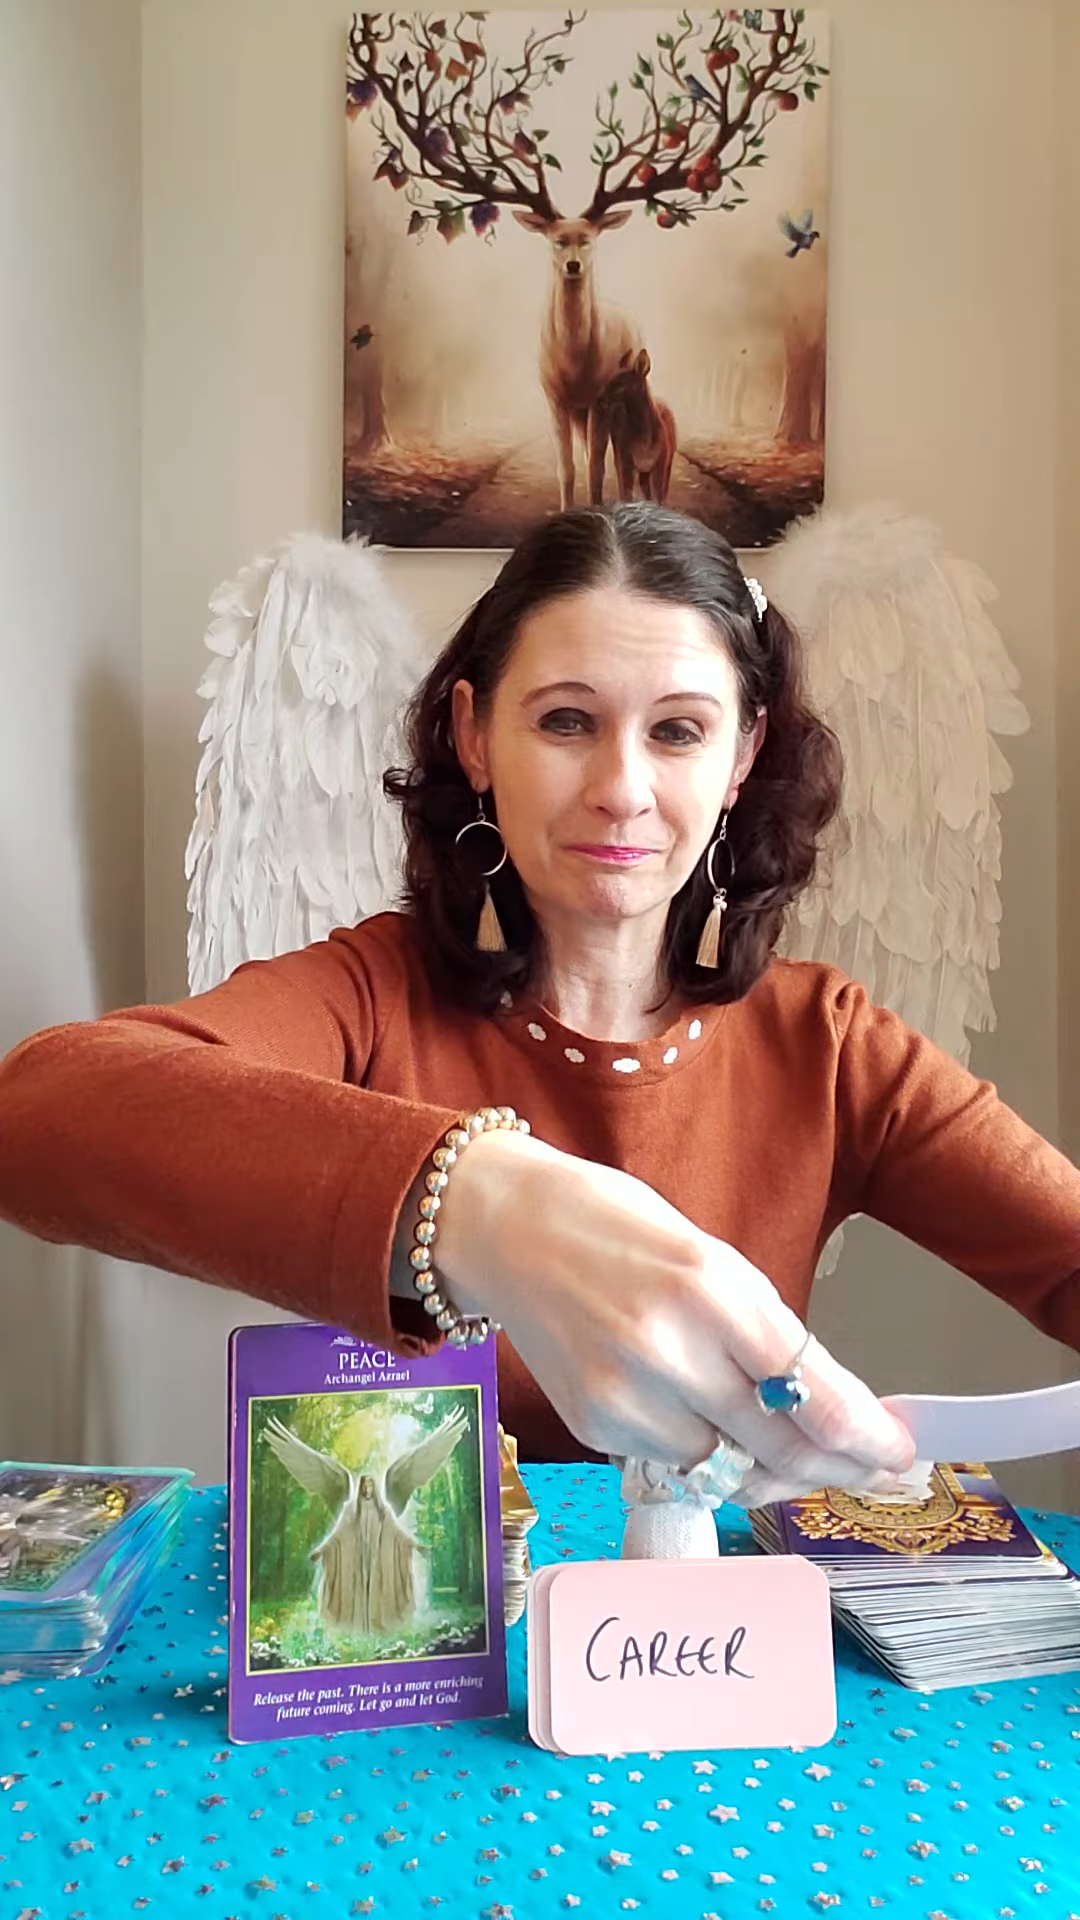 PEACE
Archangel Azrael
Release the past. There is a more enriching
future coming. Let go and let God.
CAREER